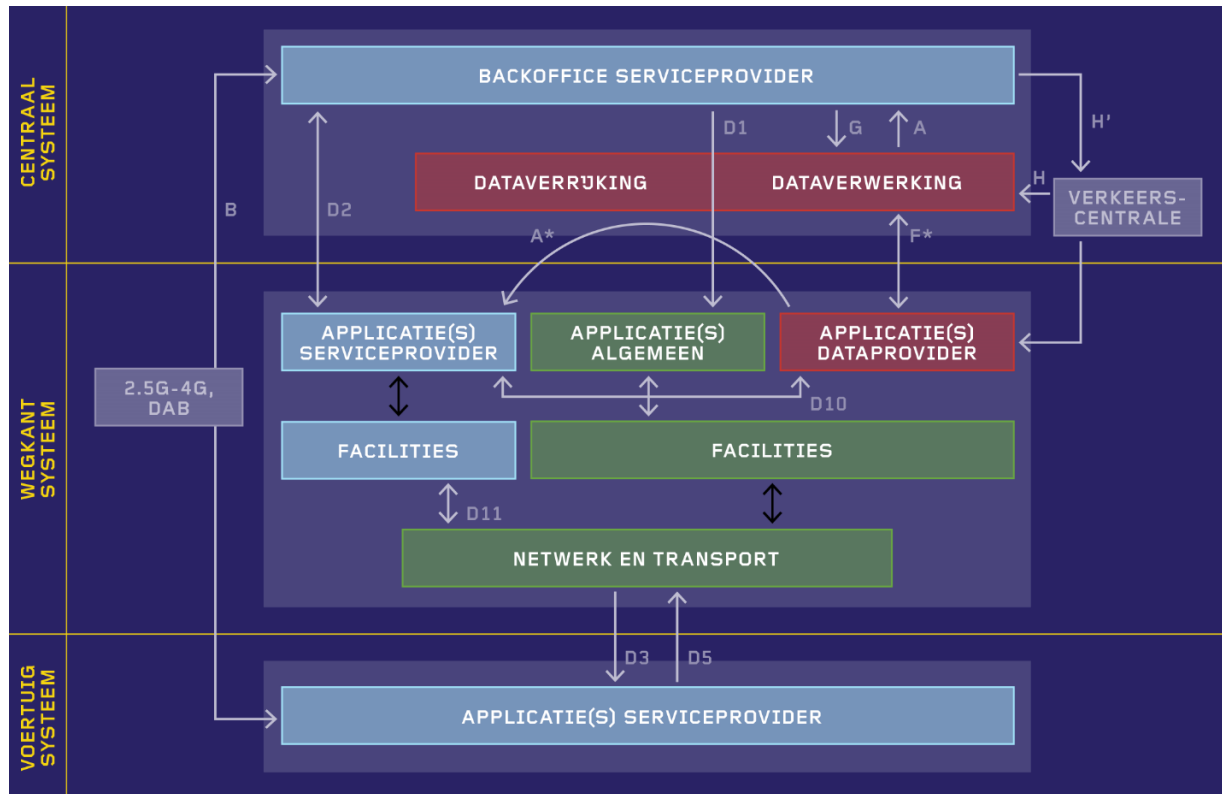 CENTRAAL
SYSTEEM
BACKOFFICE SERVICEPROVIDER
D1
G
A
H'
DATAVERRIJKING
DATAVERWERKING
H
VERKEERS-
CENTRALE
B
D2
A*
F*
WEGKANT
SYSTEEM
APPLICATIE(S)
SERVICEPROVIDER
APPLICATIE(S)
ALGEMEEN
APPLICATIE(S)
DATAPROVIDER
2.5G-4G,
DAB
D10
FACILITIES
FACILITIES
D11
NETWERK EN TRANSPORT
D3
D5
VOERTUIG
SYSTEEM
APPLICATIE(S) SERVICEPROVIDER